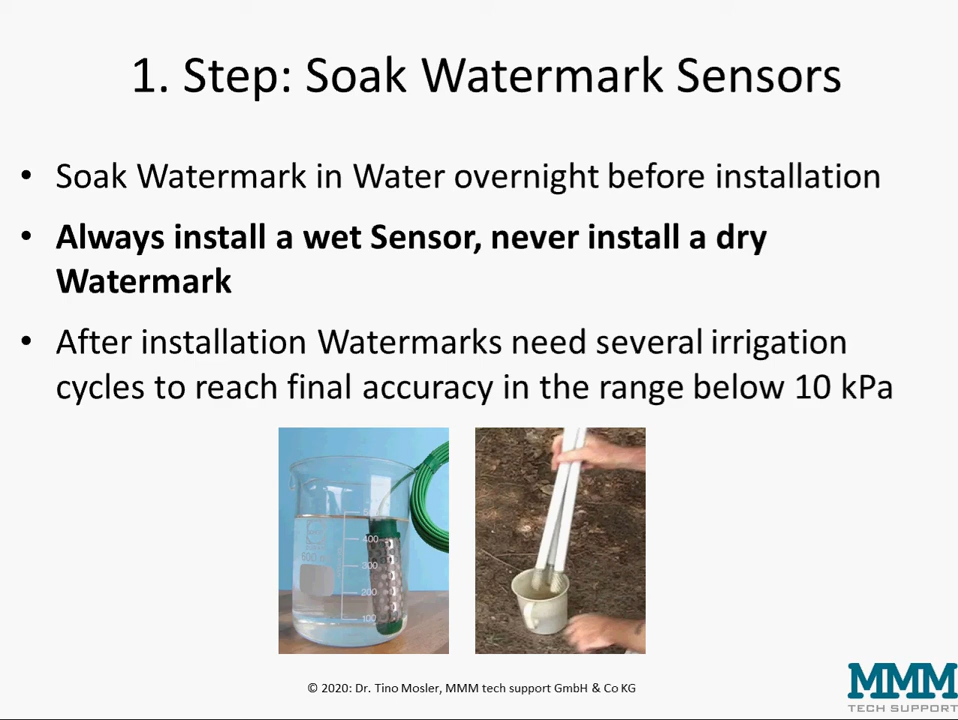 1. Step: Soak Watermark Sensors
• Soak Watermark in Water overnight before installation
• Always install a wet Sensor, never install a dry
Watermark
• After installation Watermarks need several irrigation
cycles to reach final accuracy in the range below 10 kPa
400
300
200
100
© 2020: Dr. Tino Mosler, MMM tech support GmbH & Co KG
MMM
TECH SUPPORT